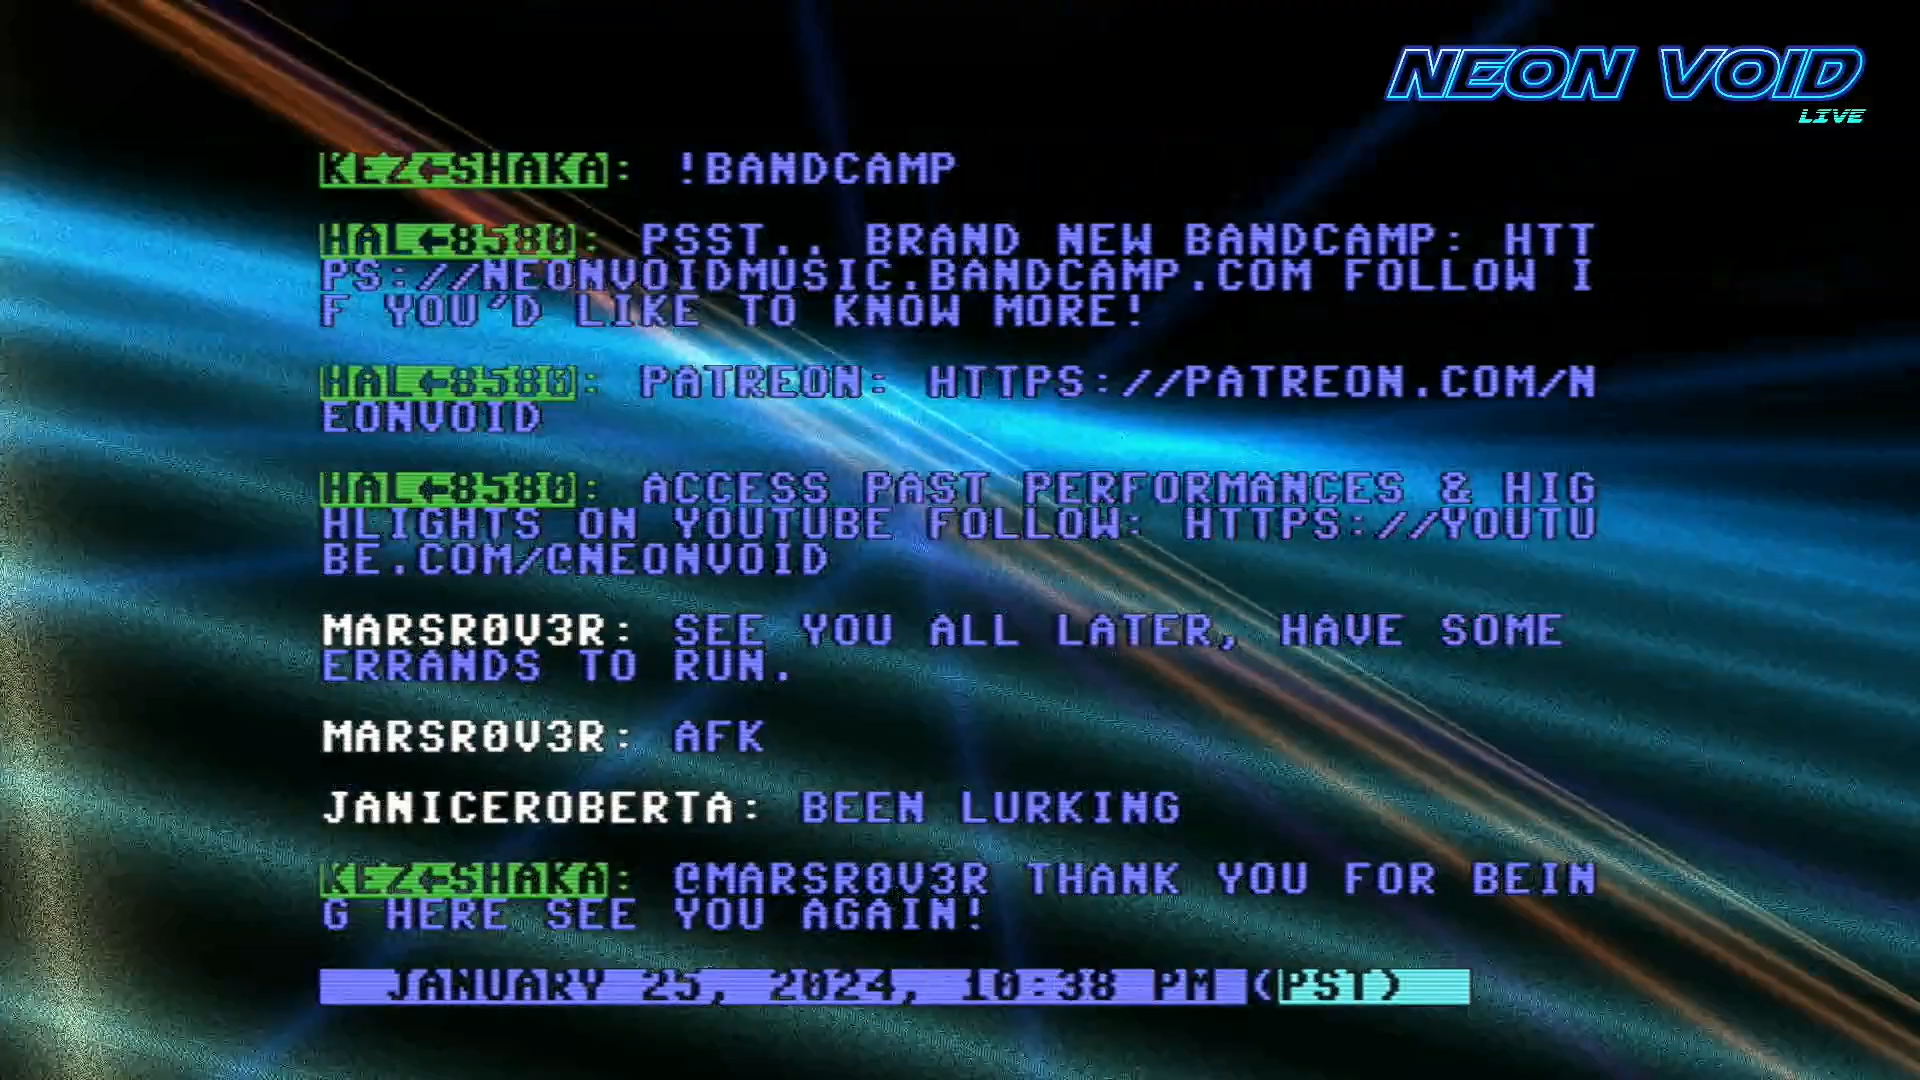 NEON VOID
LIVE
KEZ←SHAKA: !BANDCAMP
HAL←8580: PSST.. BRAND NEW BANDCAMP: HTT
PS://NEONVOIDMUSIC.BANDCAMP.COM FOLLOW I
F YOU'D LIKE TO KNOW MORE!
HAL←8580: PATREON: HTTPS://PATREON.COM/N
EONVOID
HAL←8580: ACCESS PAST PERFORMANCES & HIG
HLIGHTS ON YOUTUBE FOLLOW: HTTPS://YOUTU
BE.COM/@NEONVOID
MARSR0V3R: SEE YOU ALL LATER, HAVE SOME
ERRANDS TO RUN.
MARSR0V3R: AFK
JANICEROBERTA: BEEN LURKING
KEZ←SHAKA: @MARSR0V3R THANK YOU FOR BEIN
G HERE SEE YOU AGAIN!
JANUARY 25, 2024, 10:38 PM (PST)